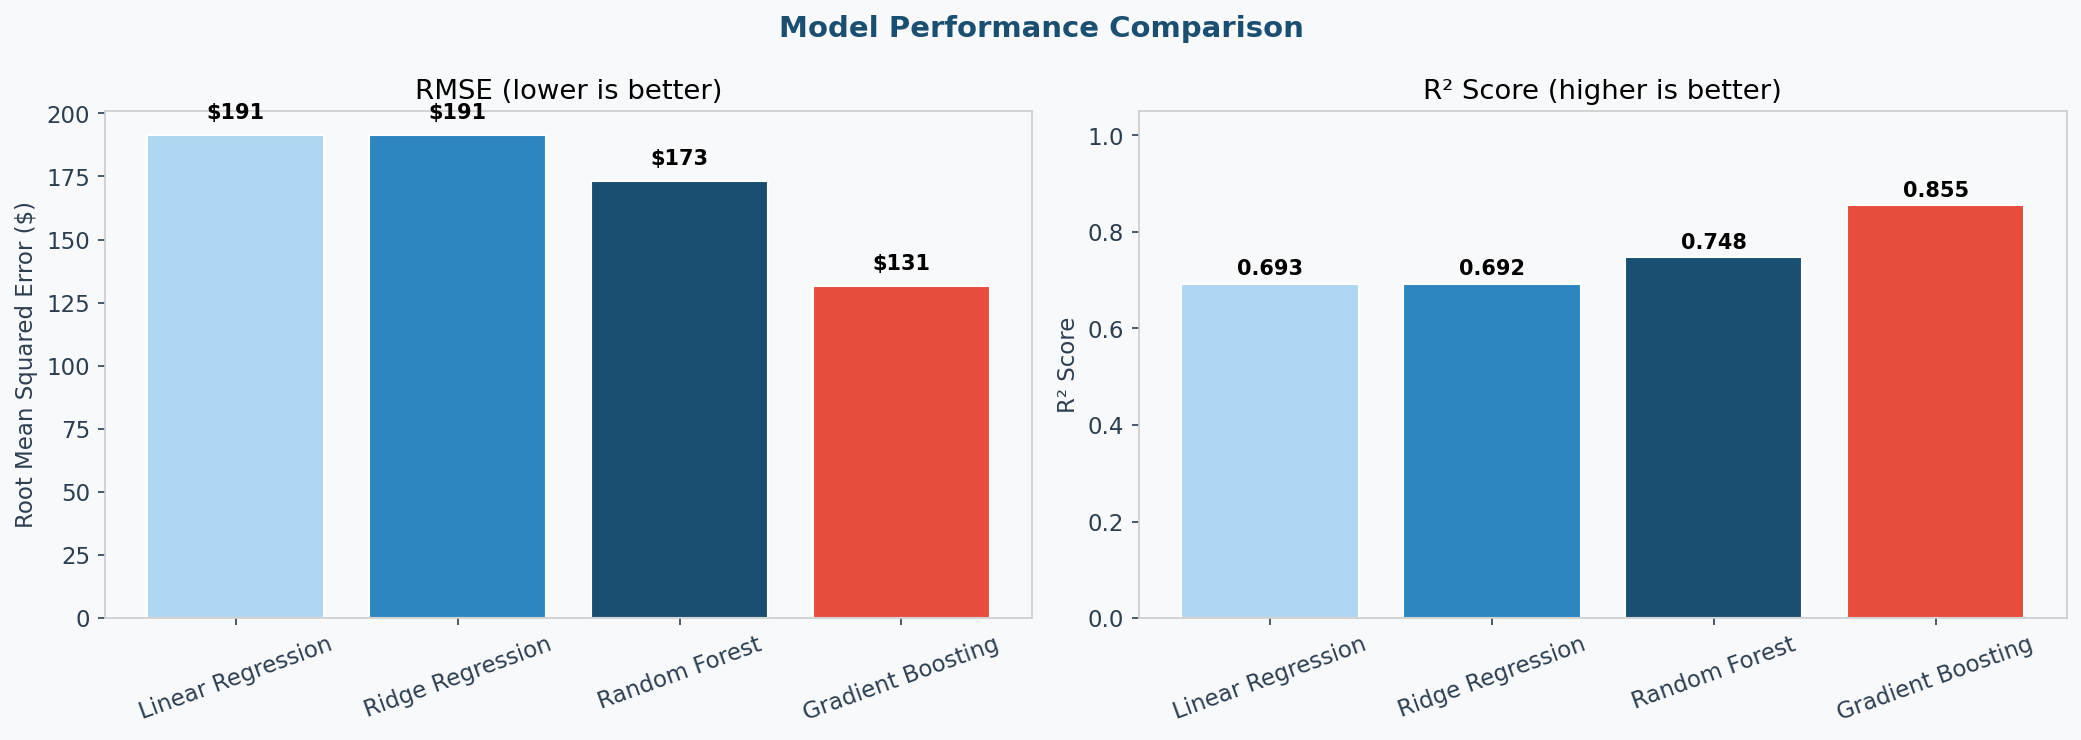 Model Performance Comparison
RMSE (lower is better)
Root Mean Squared Error ($)
200
175
150
125
100
75
50
25
0
$191
$191
$173
$131
Linear Regression
Ridge Regression
Random Forest
Gradient Boosting
R² Score (higher is better)
R² Score
1.0
0.8
0.6
0.4
0.2
0.0
0.693
0.692
0.748
0.855
Linear Regression
Ridge Regression
Random Forest
Gradient Boosting